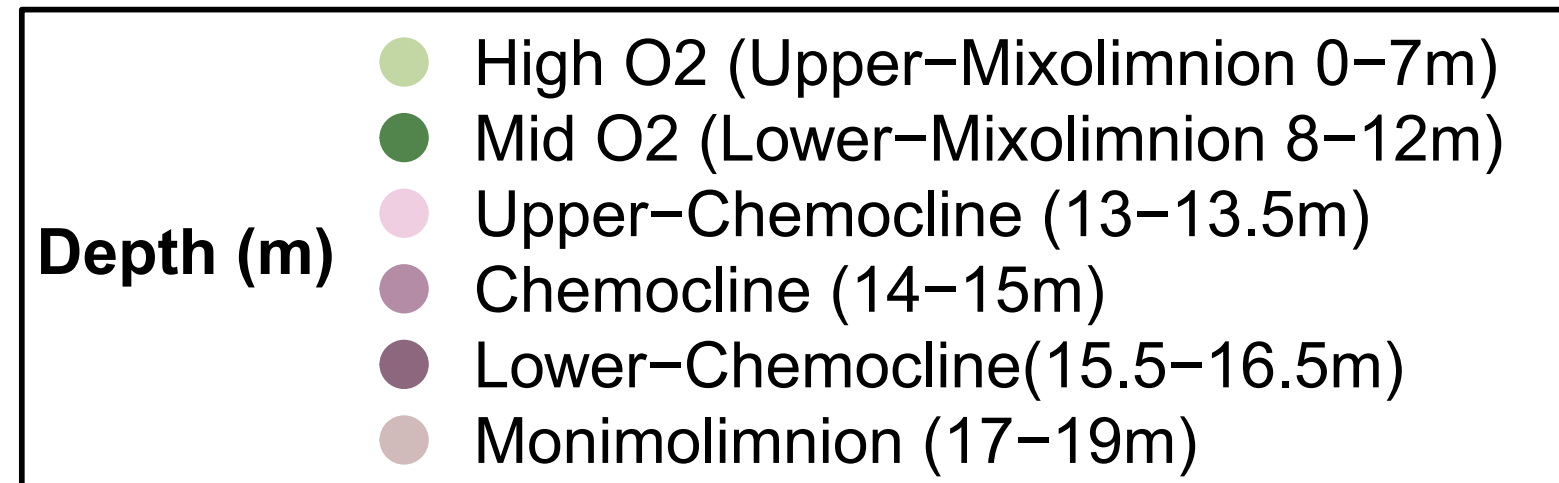 Depth (m)
High O2 (Upper−Mixolimnion 0−7m)
Mid O2 (Lower−Mixolimnion 8−12m)
Upper−Chemocline (13−13.5m)
Chemocline (14−15m)
Lower−Chemocline(15.5−16.5m)
Monimolimnion (17−19m)